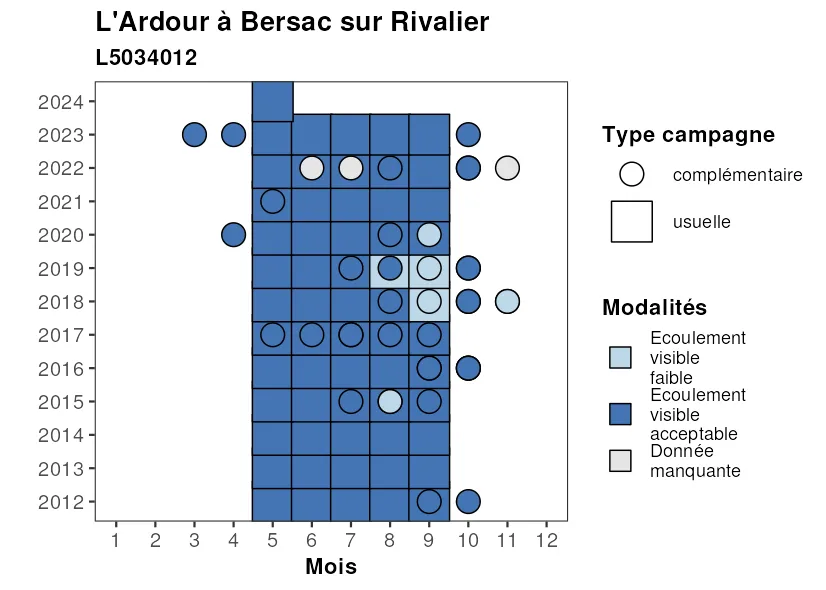 L'Ardour à Bersac sur Rivalier
L5034012
2024
2023
2022
2021
2020
2019
2018
2017
2016
2015
2014
2013
2012
1 2 3 4 5 6 7 8 9 10 11 12
Mois
Type campagne
complémentaire
usuelle
Modalités
Ecoulement
visible
faible
Ecoulement
visible
acceptable
Donnée
manquante